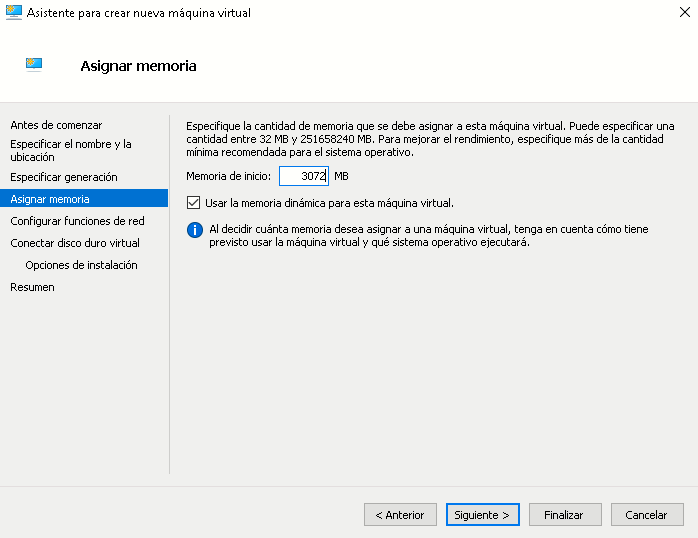 Asistente para crear nueva máquina virtual
Asignar memoria
Antes de comenzar
Especificar el nombre y la
ubicación
Especificar generación
Asignar memoria
Configurar funciones de red
Conectar disco duro virtual
Opciones de instalación
Resumen
Especifique la cantidad de memoria que se debe asignar a esta máquina virtual. Puede especificar una
cantidad entre 32 MB y 251658240 MB. Para mejorar el rendimiento, especifique más de la cantidad
mínima recomendada para el sistema operativo.
Memoria de inicio: 3072 MB
Usar la memoria dinámica para esta máquina virtual.
Al decidir cuánta memoria desea asignar a una máquina virtual, tenga en cuenta cómo tiene
previsto usar la máquina virtual y qué sistema operativo ejecutará.
< Anterior
Siguiente >
Finalizar
Cancelar